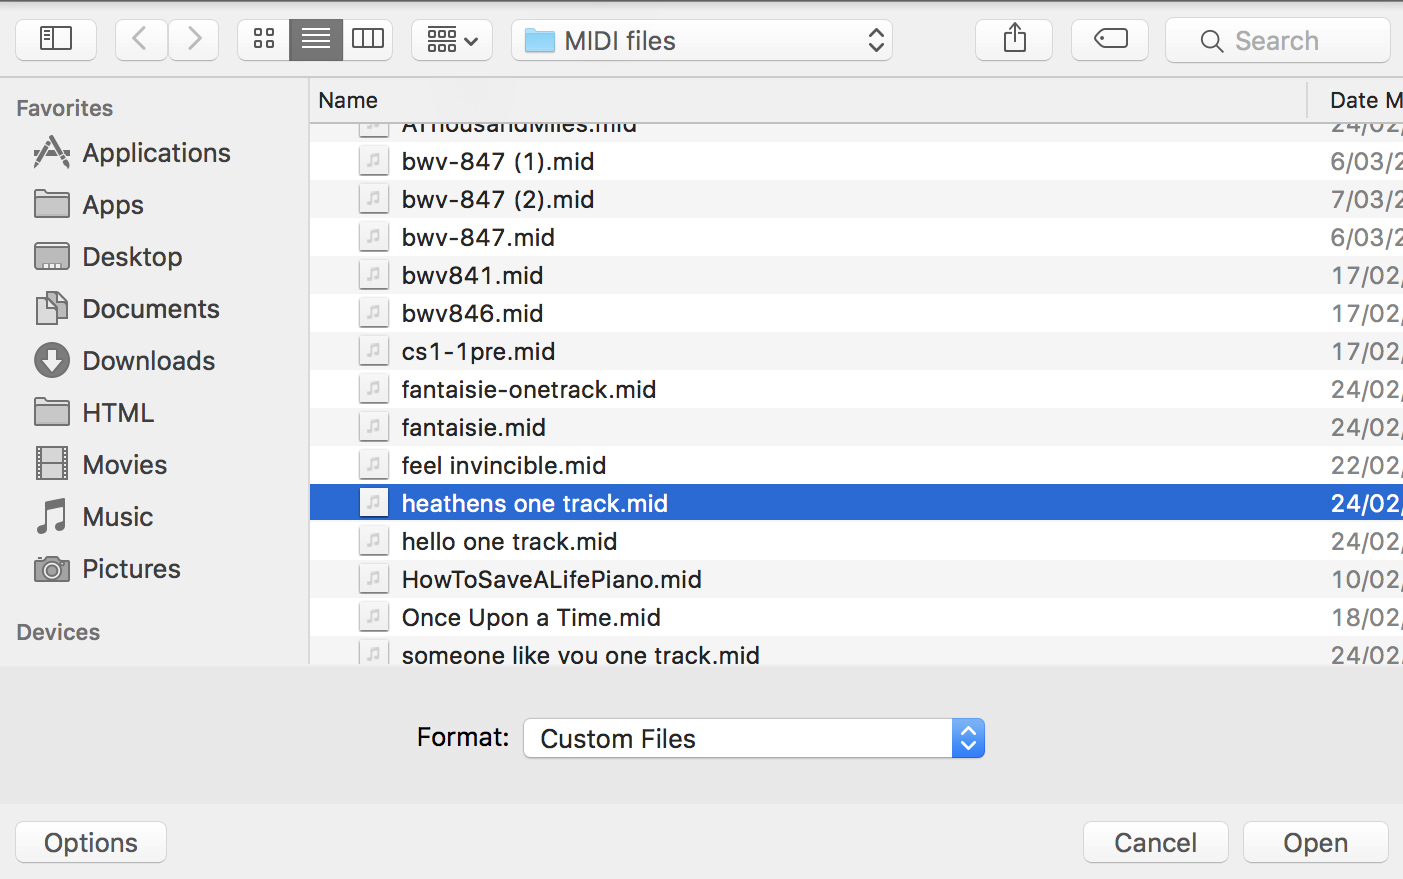 MIDI files
Search
Favorites
Applications
Apps
Desktop
Documents
Downloads
HTML
Movies
Music
Pictures
Devices
Name Date M
AThousandMiles.mid 24/02/
bwv-847 (1).mid 6/03/2
bwv-847 (2).mid 7/03/2
bwv-847.mid 6/03/2
bwv841.mid 17/02/
bwv846.mid 17/02/
cs1-1pre.mid 17/02/
fantaisie-onetrack.mid 24/02/
fantaisie.mid 24/02/
feel invincible.mid 22/02/
heathens one track.mid 24/02/
hello one track.mid 24/02/
HowToSaveALifePiano.mid 10/02/
Once Upon a Time.mid 18/02/
someone like you one track.mid 24/02/
Format: Custom Files
Options Cancel Open